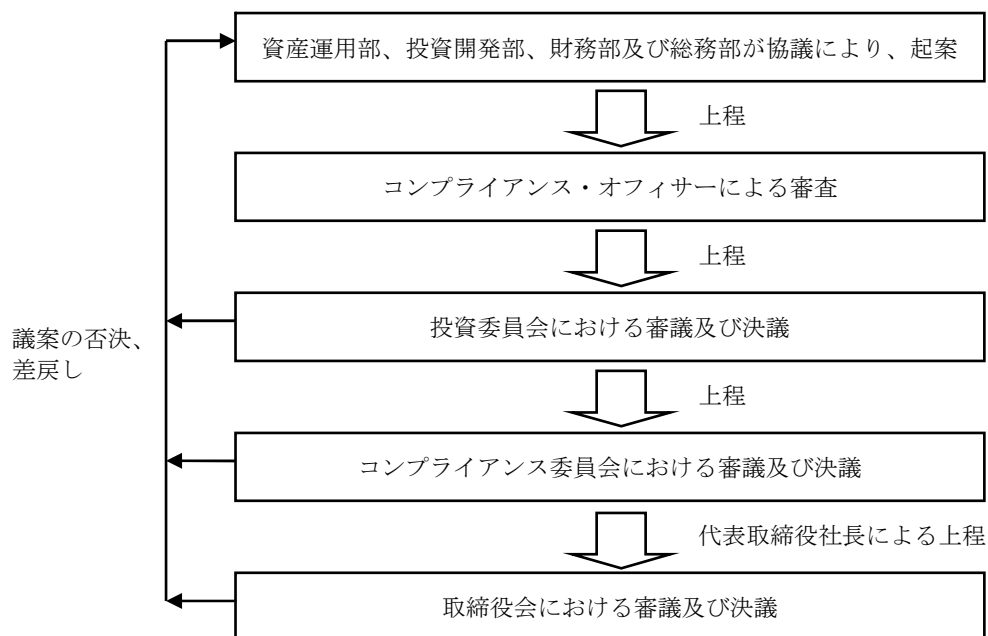 資産運用部、投資開発部、財務部及び総務部が協議により、起案
上程
コンプライアンス・オフィサーによる審査
上程
投資委員会における審議及び決議
議案の否決、
差戻し
上程
コンプライアンス委員会における審議及び決議
代表取締役社長による上程
取締役会における審議及び決議